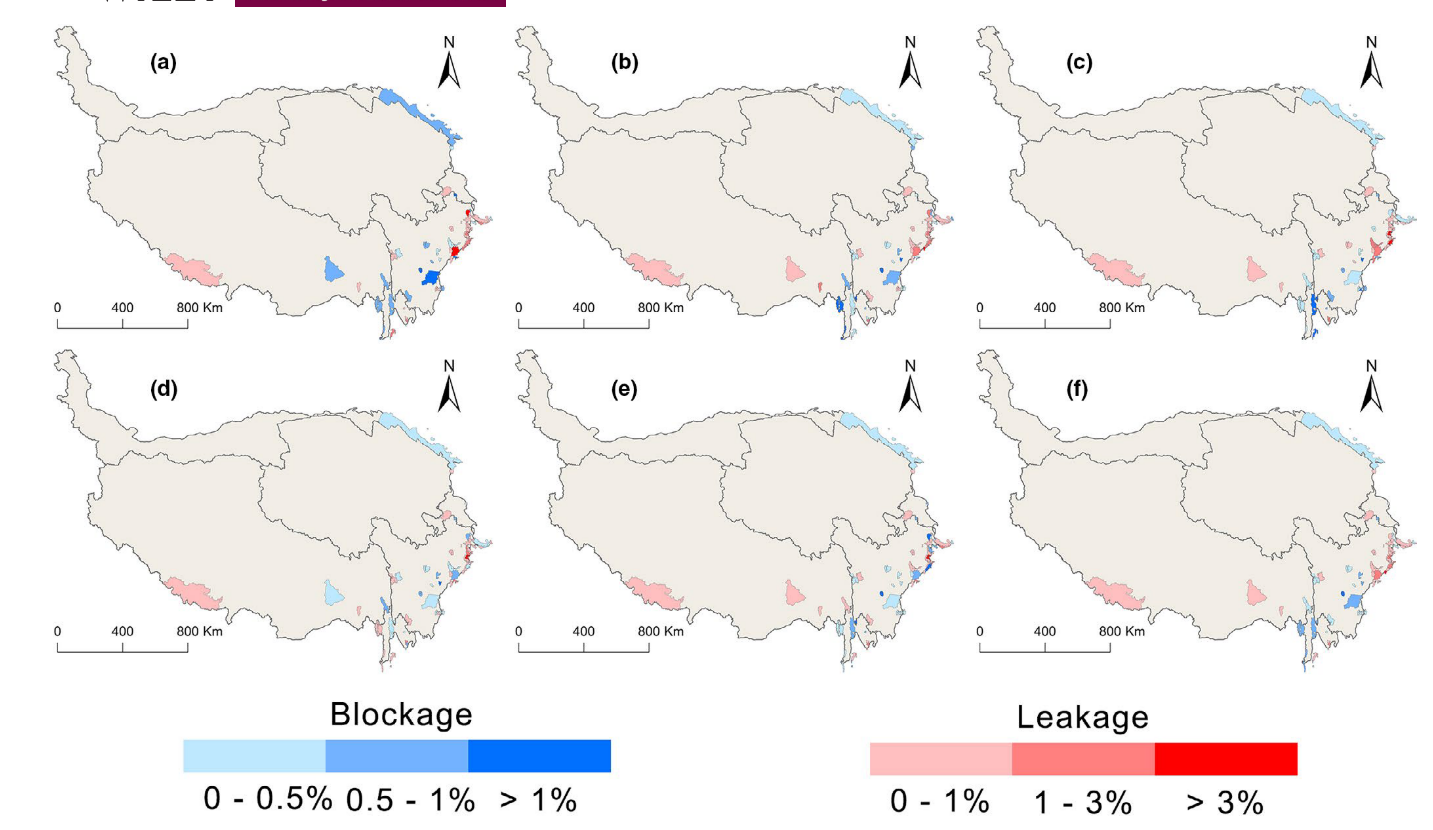 (a) N (b) N (c) N
0 400 800 Km 0 400 800 Km 0 400 800 Km
(d) N (e) N (f) N
0 400 800 Km 0 400 800 Km 0 400 800 Km
Blockage Leakage
0 - 0.5% 0.5 - 1% > 1% 0 - 1% 1 - 3% > 3%